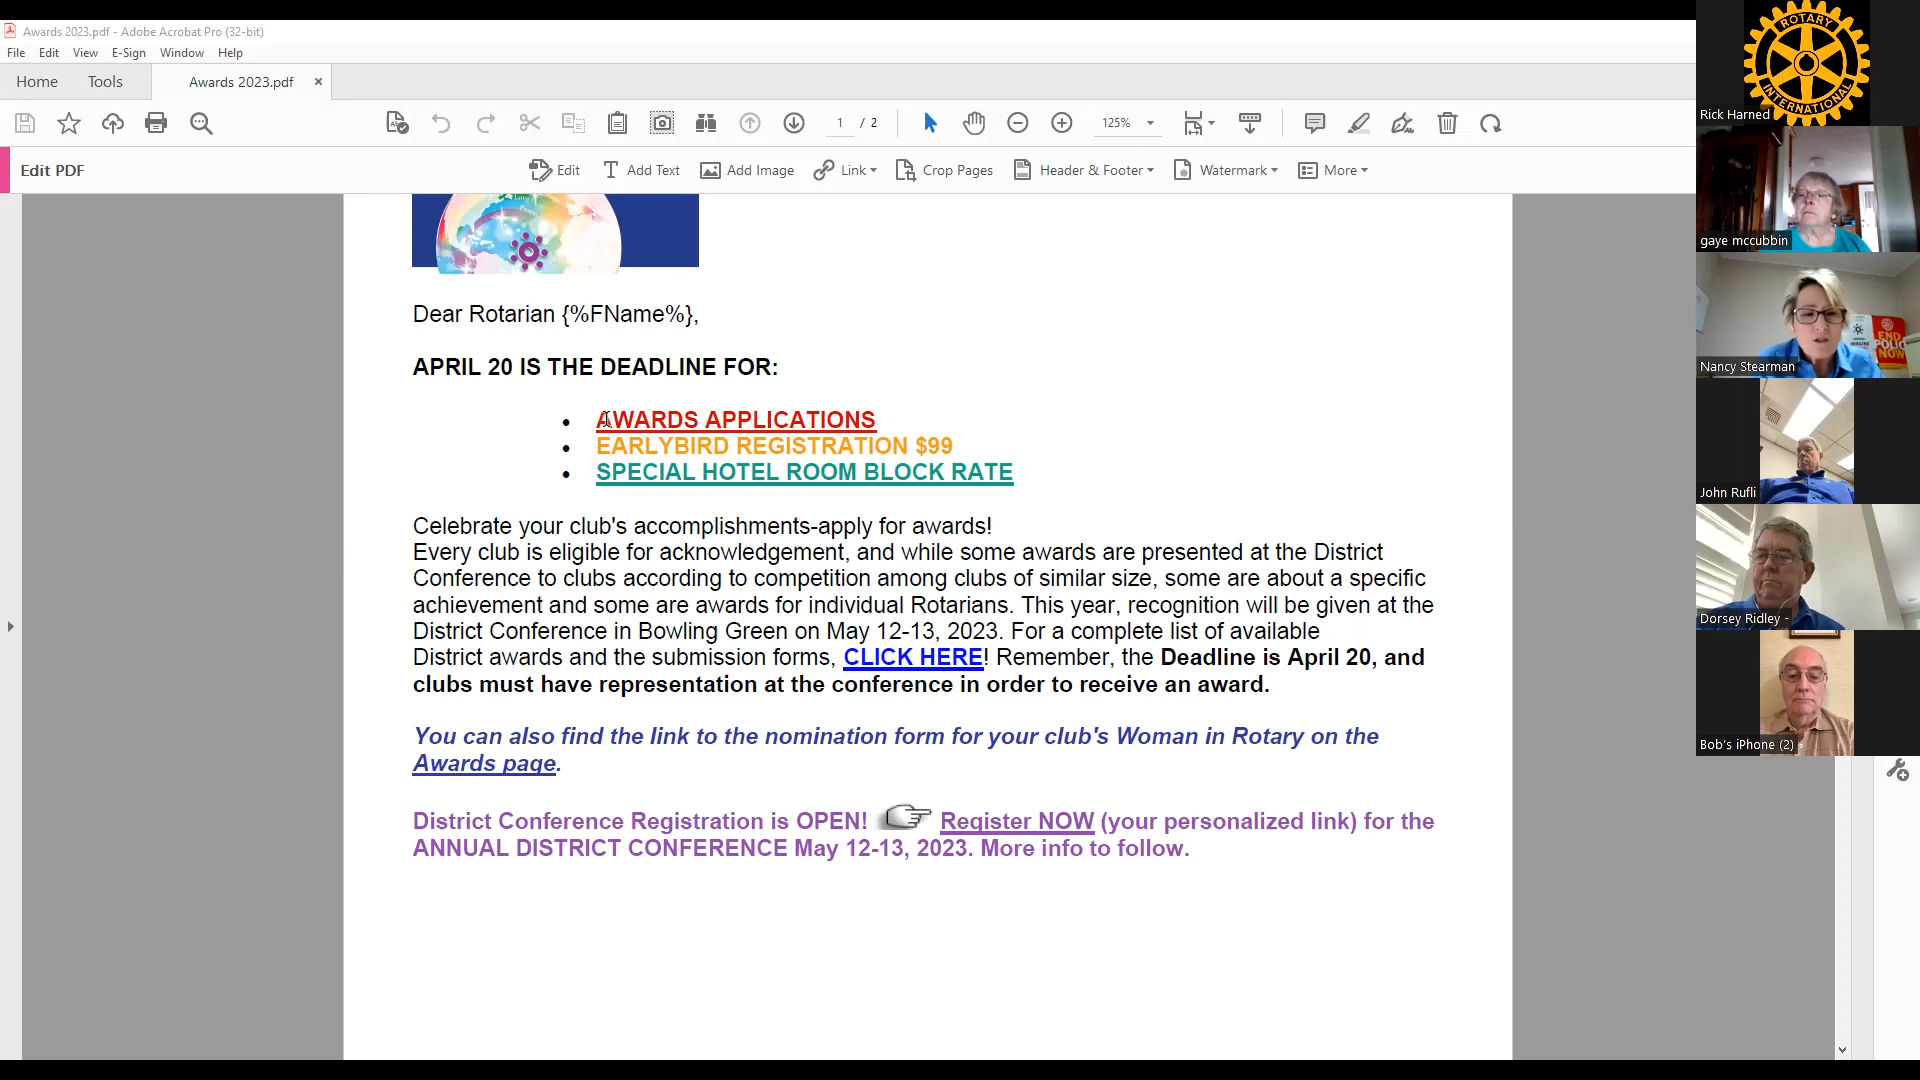 Awards 2023.pdf - Adobe Acrobat Pro (32-bit)
File Edit View E-Sign Window Help
Home Tools Awards 2023.pdf ×
1 / 2 125%
Edit PDF Edit Add Text Add Image Link Crop Pages Header & Footer Watermark More
Dear Rotarian {%FName%},
APRIL 20 IS THE DEADLINE FOR:
• AWARDS APPLICATIONS
• EARLYBIRD REGISTRATION $99
• SPECIAL HOTEL ROOM BLOCK RATE
Celebrate your club's accomplishments-apply for awards!
Every club is eligible for acknowledgement, and while some awards are presented at the District
Conference to clubs according to competition among clubs of similar size, some are about a specific
achievement and some are awards for individual Rotarians. This year, recognition will be given at the
District Conference in Bowling Green on May 12-13, 2023. For a complete list of available
District awards and the submission forms, CLICK HERE! Remember, the Deadline is April 20, and
clubs must have representation at the conference in order to receive an award.
You can also find the link to the nomination form for your club's Woman in Rotary on the
Awards page.
District Conference Registration is OPEN! Register NOW (your personalized link) for the
ANNUAL DISTRICT CONFERENCE May 12-13, 2023. More info to follow.
ROTARY
INTERNATIONAL
Rick Harned
gaye mccubbin
END
POLIO
NOW
Nancy Stearman
John Rufli
Dorsey Ridley -
Bob's iPhone (2)